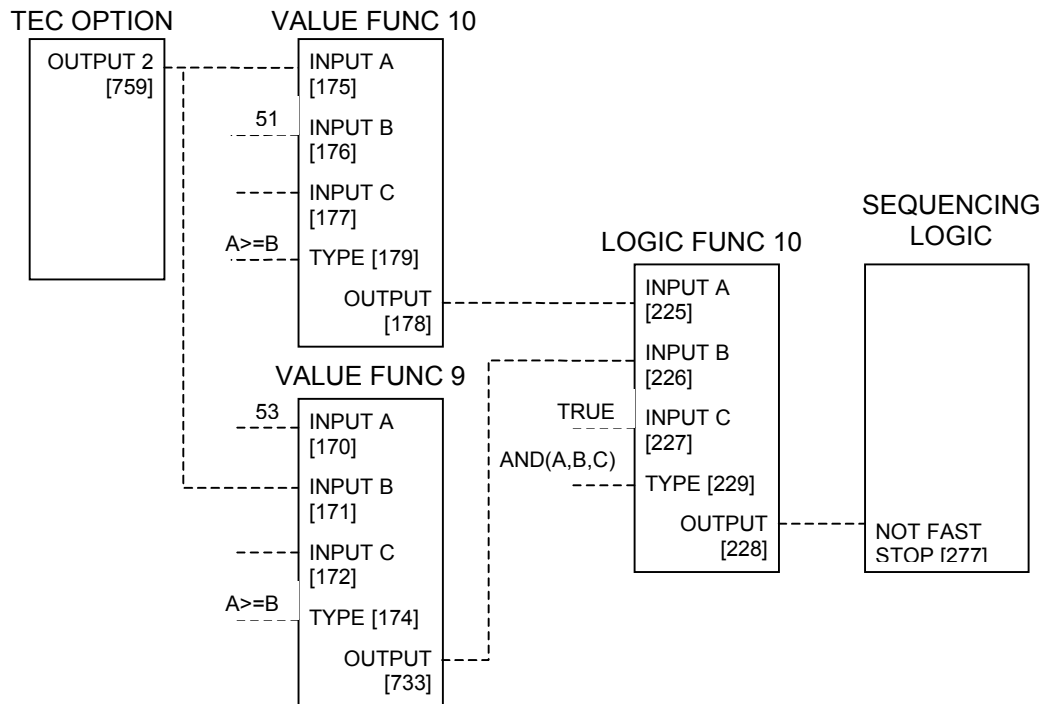 TEC OPTION
OUTPUT 2
[759]
VALUE FUNC 10
INPUT A
[175]
51
INPUT B
[176]
INPUT C
[177]
A>=B
TYPE [179]
OUTPUT
[178]
VALUE FUNC 9
53
INPUT A
[170]
INPUT B
[171]
INPUT C
[172]
A>=B
TYPE [174]
OUTPUT
[733]
LOGIC FUNC 10
INPUT A
[225]
INPUT B
[226]
TRUE
INPUT C
[227]
AND(A,B,C)
TYPE [229]
OUTPUT
[228]
SEQUENCING
LOGIC
NOT FAST
STOP [277]